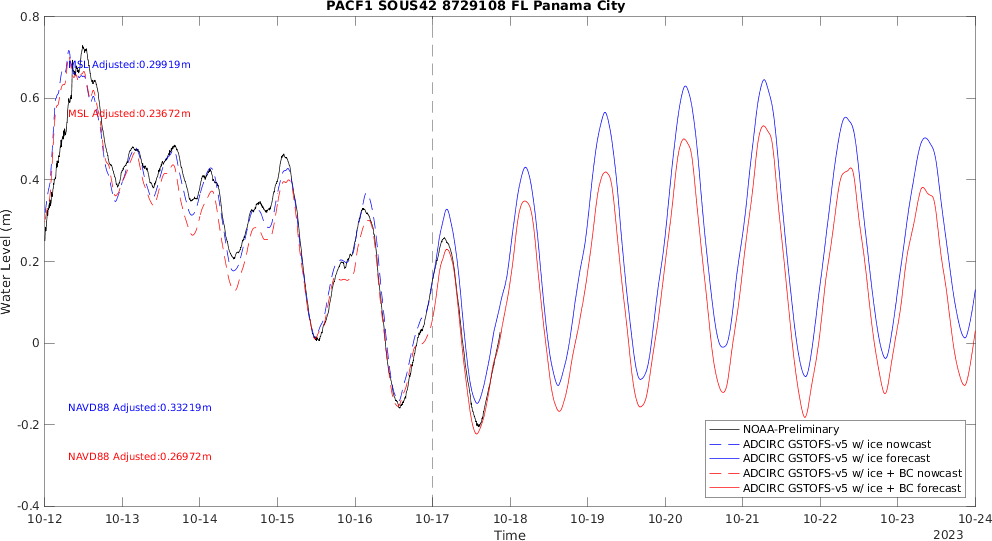 PACF1 SOUS42 8729108 FL Panama City
0.8
0.6
0.4
0.2
0
-0.2
-0.4
Water Level (m)
MSL Adjusted:0.29919m
MSL Adjusted:0.23672m
NAVD88 Adjusted:0.33219m
NAVD88 Adjusted:0.26972m
NOAA-Preliminary
ADCIRC GSTOFS-v5 w/ ice nowcast
ADCIRC GSTOFS-v5 w/ ice forecast
ADCIRC GSTOFS-v5 w/ ice + BC nowcast
ADCIRC GSTOFS-v5 w/ ice + BC forecast
10-12 10-13 10-14 10-15 10-16 10-17 10-18 10-19 10-20 10-21 10-22 10-23 10-24
Time
2023